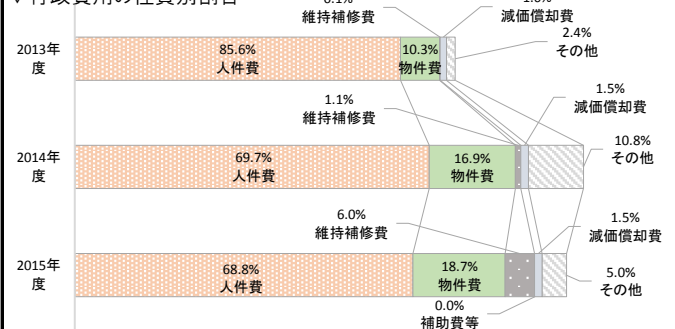 維持補修費
減価償却費
2.4%
その他
2013年
度
85.6%
人件費
10.3%
物件費
1.1%
維持補修費
1.5%
減価償却費
10.8%
その他
2014年
度
69.7%
人件費
16.9%
物件費
6.0%
維持補修費
1.5%
減価償却費
2015年
度
68.8%
人件費
18.7%
物件費
5.0%
その他
0.0%
補助費等